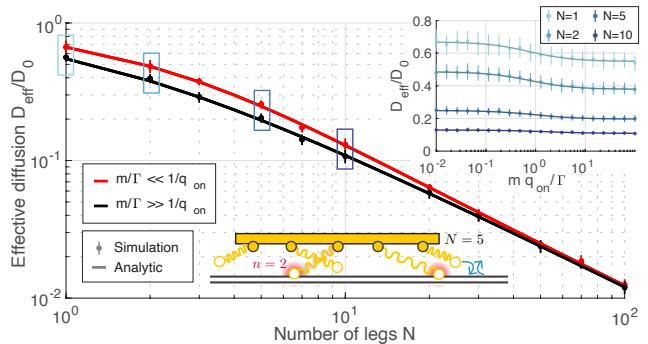 Effective diffusion D_eff/D_0
10^0
10^-1
10^-2
m/Γ << 1/q_on
m/Γ >> 1/q_on
Simulation
Analytic
n = 2
N = 5
10^0
10^1
10^2
Number of legs N
N=1
N=5
N=2
N=10
D_eff/D_0
0.8
0.6
0.4
0.2
0
10^-2
10^-1
10^0
10^1
m q_on/Γ